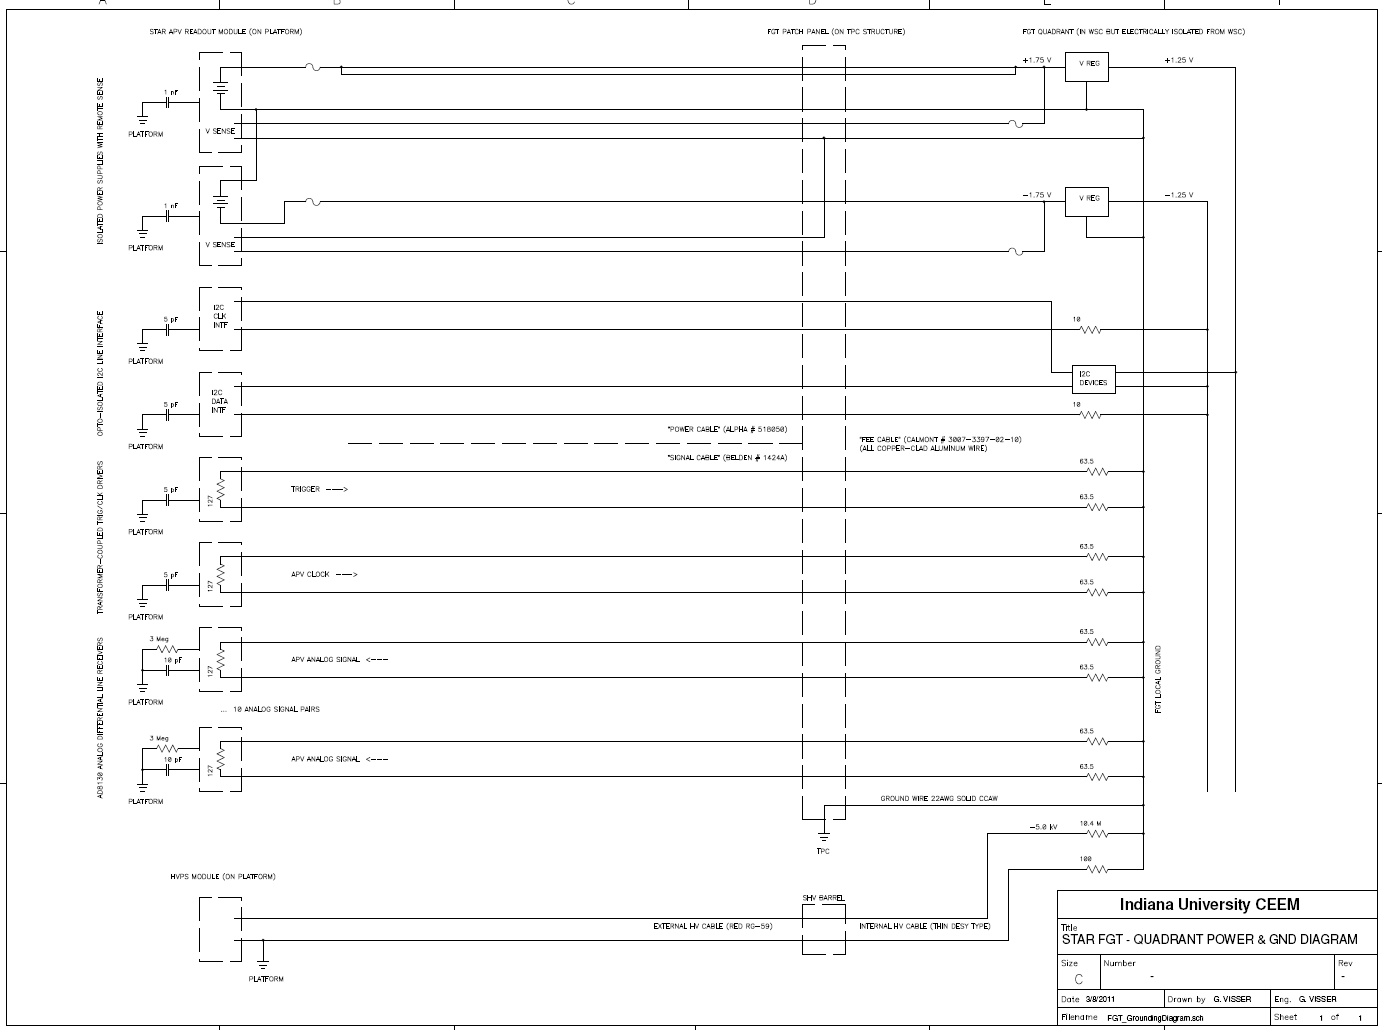 A B C D E
STAR APV READOUT MODULE (ON PLATFORM)
FGT PATCH PANEL (ON TPC STRUCTURE)
FGT QUADRANT (IN WSC BUT ELECTRICALLY ISOLATED FROM WSC)
ISOLATED POWER SUPPLIES WITH REMOTE SENSE
1 nF
PLATFORM
V SENSE
+1.75 V
V REG
+1.25 V
1 nF
PLATFORM
V SENSE
-1.75 V
V REG
-1.25 V
OPTO-ISOLATED I2C LINE INTERFACE
5 pF
PLATFORM
I2C
CLK
INTF
10
I2C
DEVICES
5 pF
PLATFORM
I2C
DATA
INTF
10
"POWER CABLE" (ALPHA # 518050)
"SIGNAL CABLE" (BELDEN # 1424A)
"FEE CABLE" (CALMONT # 3007-3397-02-10)
(ALL COPPER-CLAD ALUMINUM WIRE)
TRANSFORMER-COUPLED TRIG/CLK DRIVERS
5 pF
PLATFORM
127
TRIGGER --->
63.5
63.5
5 pF
PLATFORM
127
APV CLOCK --->
63.5
63.5
AD8130 ANALOG DIFFERENTIAL LINE RECEIVERS
3 Meg
10 pF
PLATFORM
127
APV ANALOG SIGNAL <---
63.5
63.5
FGT LOCAL GROUND
... 10 ANALOG SIGNAL PAIRS
3 Meg
10 pF
PLATFORM
127
APV ANALOG SIGNAL <---
63.5
63.5
GROUND WIRE 22AWG SOLID CCAW
TPC
-5.0 kV
10.4 M
100
HVPS MODULE (ON PLATFORM)
SHV BARREL
EXTERNAL HV CABLE (RED RG-59)
INTERNAL HV CABLE (THIN DESY TYPE)
PLATFORM
Indiana University CEEM
Title
STAR FGT - QUADRANT POWER & GND DIAGRAM
Size
C
Number
-
Rev
-
Date 3/8/2011
Drawn by G. VISSER
Eng. G. VISSER
Filename FGT_GroundingDiagram.sch
Sheet 1 of 1